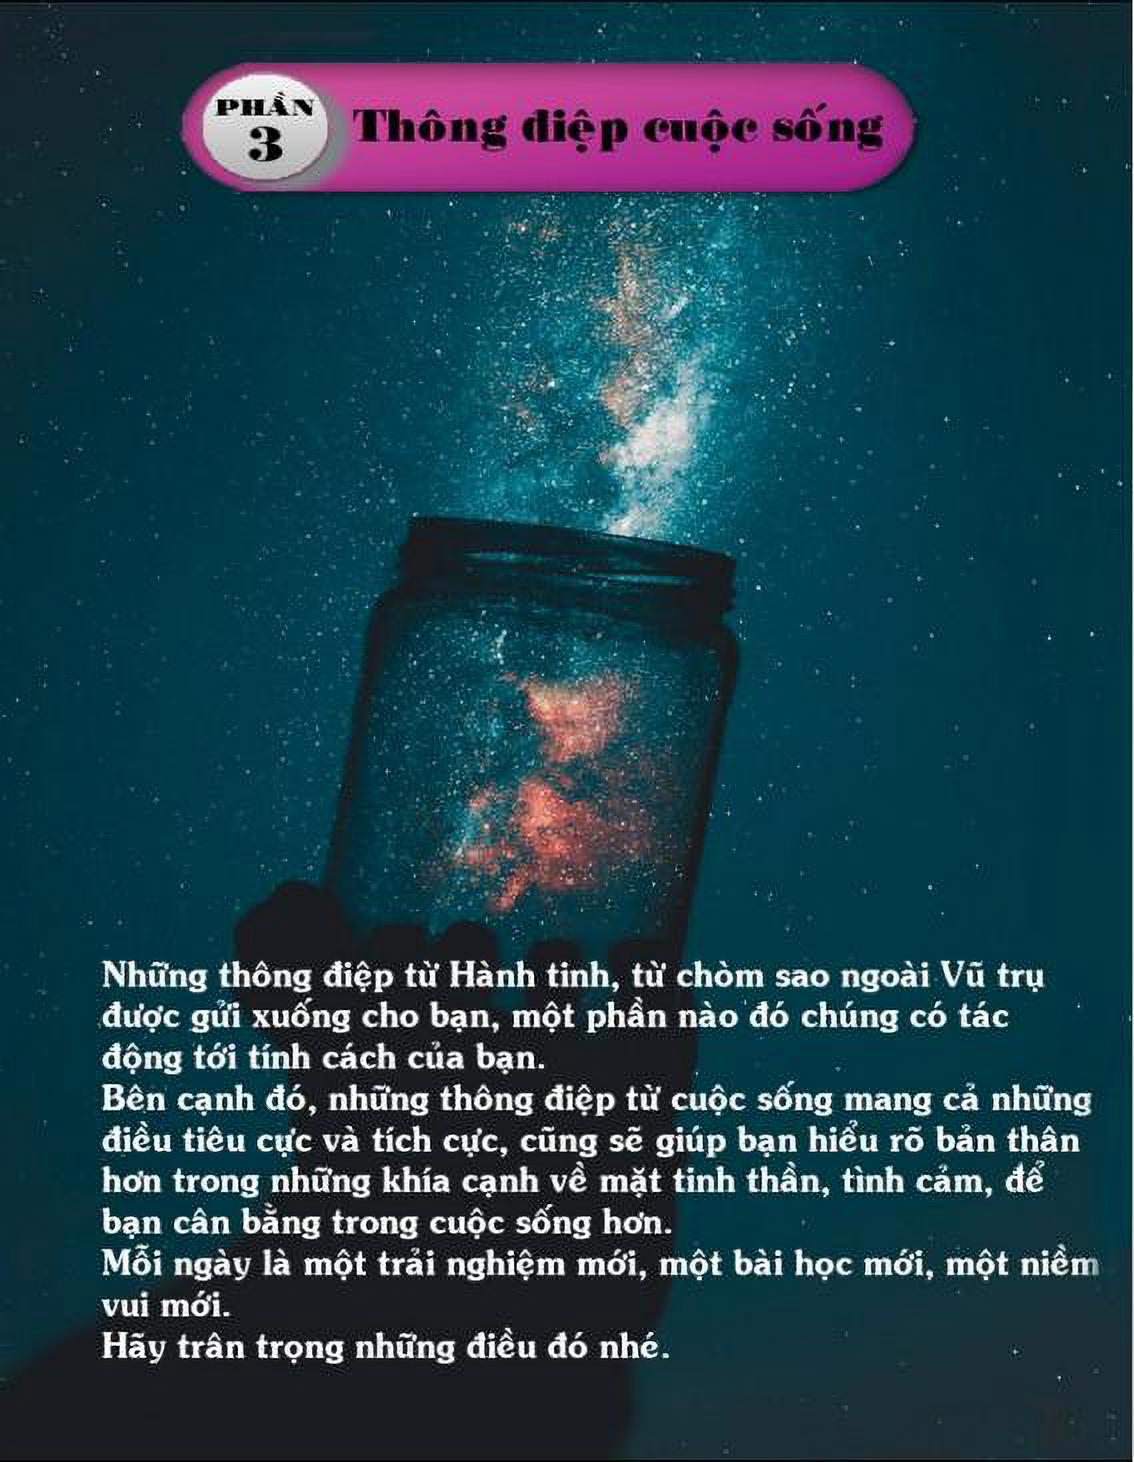 PHẦN
3
Thông điệp cuộc sống
Những thông điệp từ Hành tinh, từ chòm sao ngoài Vũ trụ
được gửi xuống cho bạn, một phần nào đó chúng có tác
động tới tính cách của bạn.
Bên cạnh đó, những thông điệp từ cuộc sống mang cả những
điều tiêu cực và tích cực, cũng sẽ giúp bạn hiểu rõ bản thân
hơn trong những khía cạnh về mặt tinh thần, tình cảm, để
bạn cân bằng trong cuộc sống hơn.
Mỗi ngày là một trải nghiệm mới, một bài học mới, một niềm
vui mới.
Hãy trân trọng những điều đó nhé.